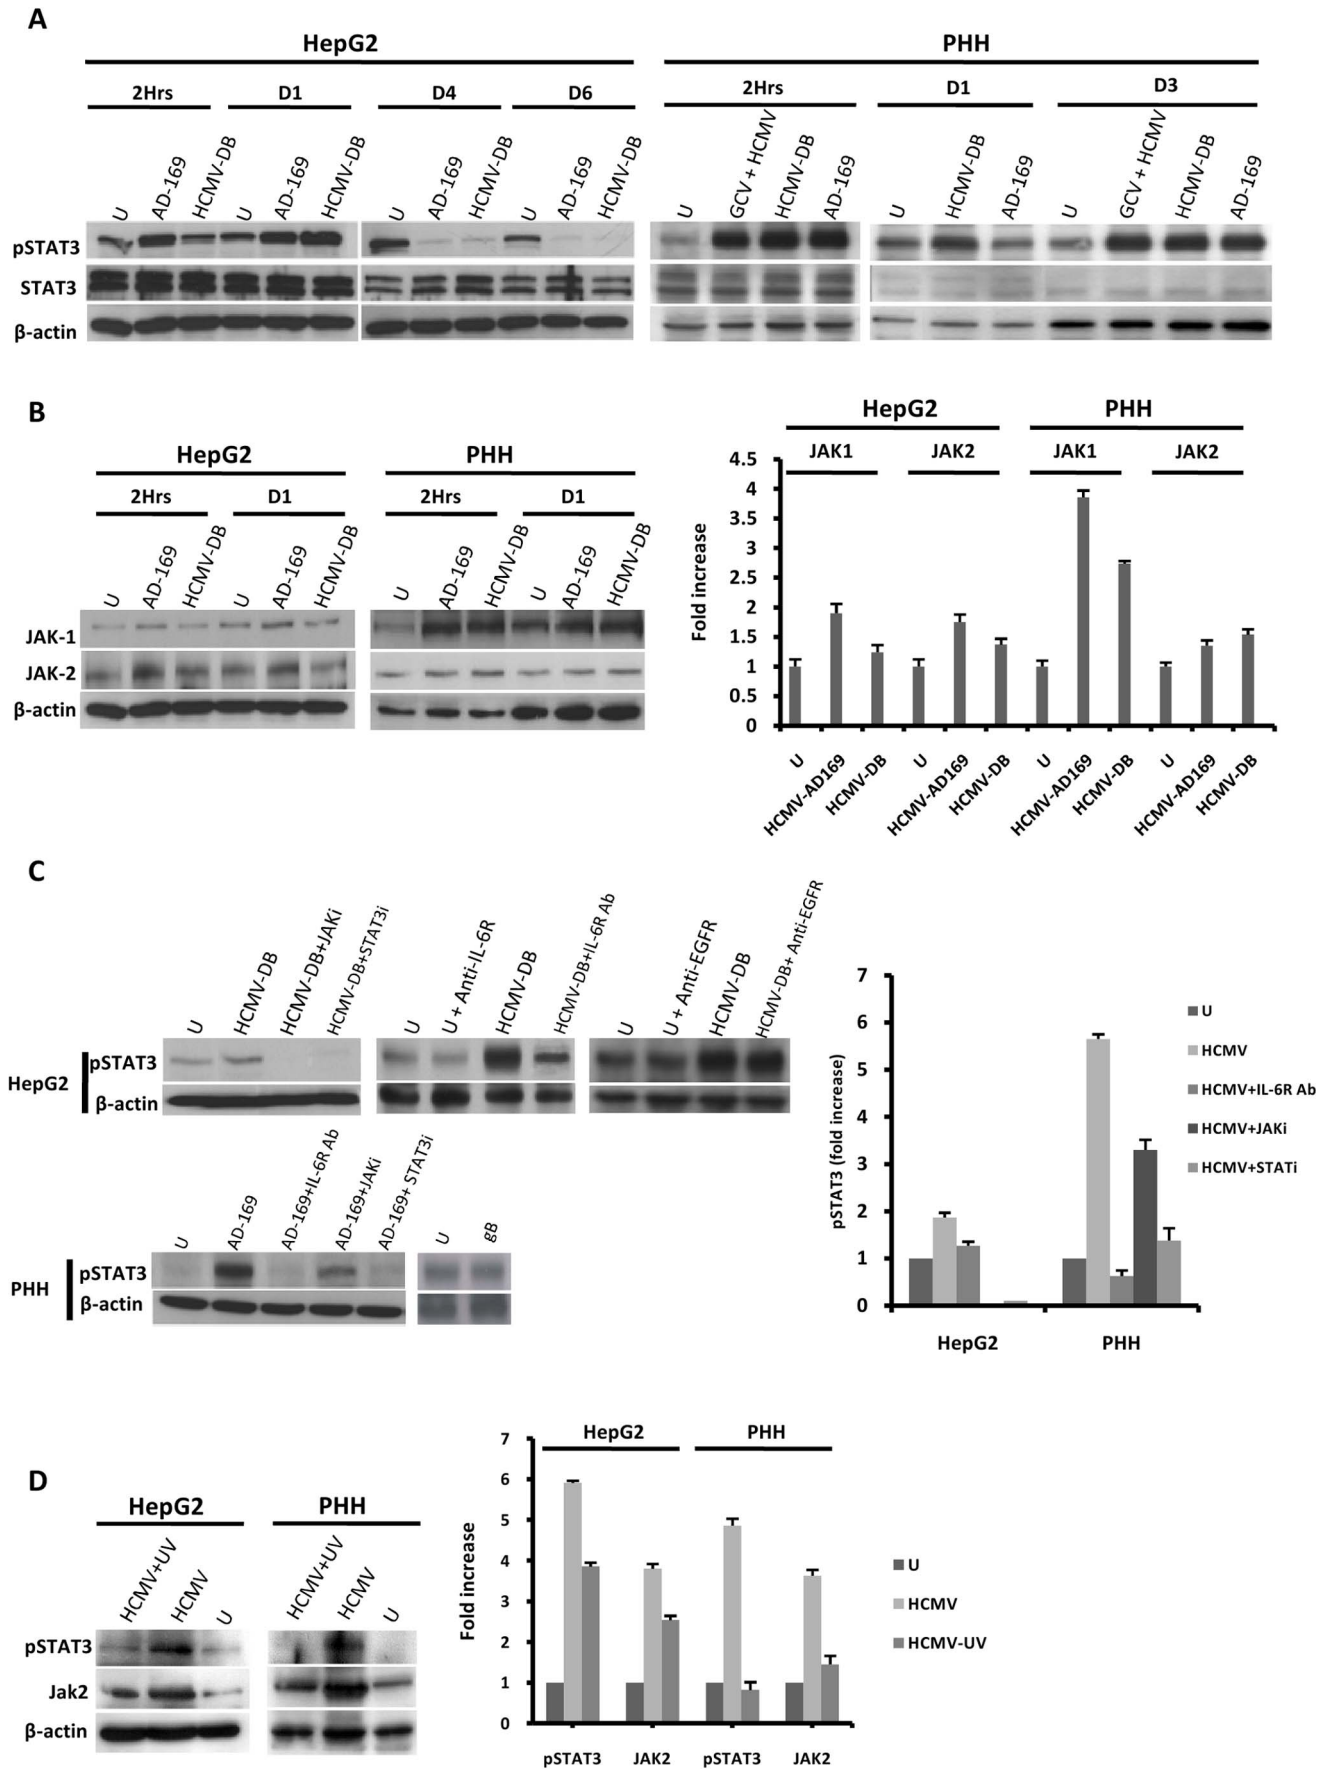 A
HepG2 PHH
2Hrs D1 D4 D6 2Hrs D1 D3
U AD-169 HCMV-DB U AD-169 HCMV-DB U AD-169 HCMV-DB U AD-169 HCMV-DB U GCV + HCMV HCMV-DB AD-169 U HCMV-DB AD-169 U GCV + HCMV HCMV-DB AD-169
pSTAT3
STAT3
β-actin
B
HepG2 PHH
2Hrs D1 2Hrs D1
U AD-169 HCMV-DB U AD-169 HCMV-DB U AD-169 HCMV-DB U AD-169 HCMV-DB
JAK-1
JAK-2
β-actin
HepG2 PHH
JAK1 JAK2 JAK1 JAK2
Fold increase
4.5
4
3.5
3
2.5
2
1.5
1
0.5
0
U HCMV-AD169 HCMV-DB U HCMV-AD169 HCMV-DB U HCMV-AD169 HCMV-DB U HCMV-AD169 HCMV-DB
C
U HCMV-DB HCMV-DB+JAKi HCMV-DB+STAT3i U U + Anti-IL-6R HCMV-DB HCMV-DB+IL-6R Ab U U + Anti-EGFR HCMV-DB HCMV-DB+ Anti-EGFR
HepG2
pSTAT3
β-actin
U AD-169 AD-169+IL-6R Ab AD-169+JAKi AD-169+ STAT3i U gB
PHH
pSTAT3
β-actin
pSTAT3 (fold increase)
7
6
5
4
3
2
1
0
HepG2 PHH
U
HCMV
HCMV+IL-6R Ab
HCMV+JAKi
HCMV+STATi
D
HepG2 PHH
HCMV+UV HCMV U HCMV+UV HCMV U
pSTAT3
Jak2
β-actin
HepG2 PHH
Fold increase
7
6
5
4
3
2
1
0
pSTAT3 JAK2 pSTAT3 JAK2
U
HCMV
HCMV-UV